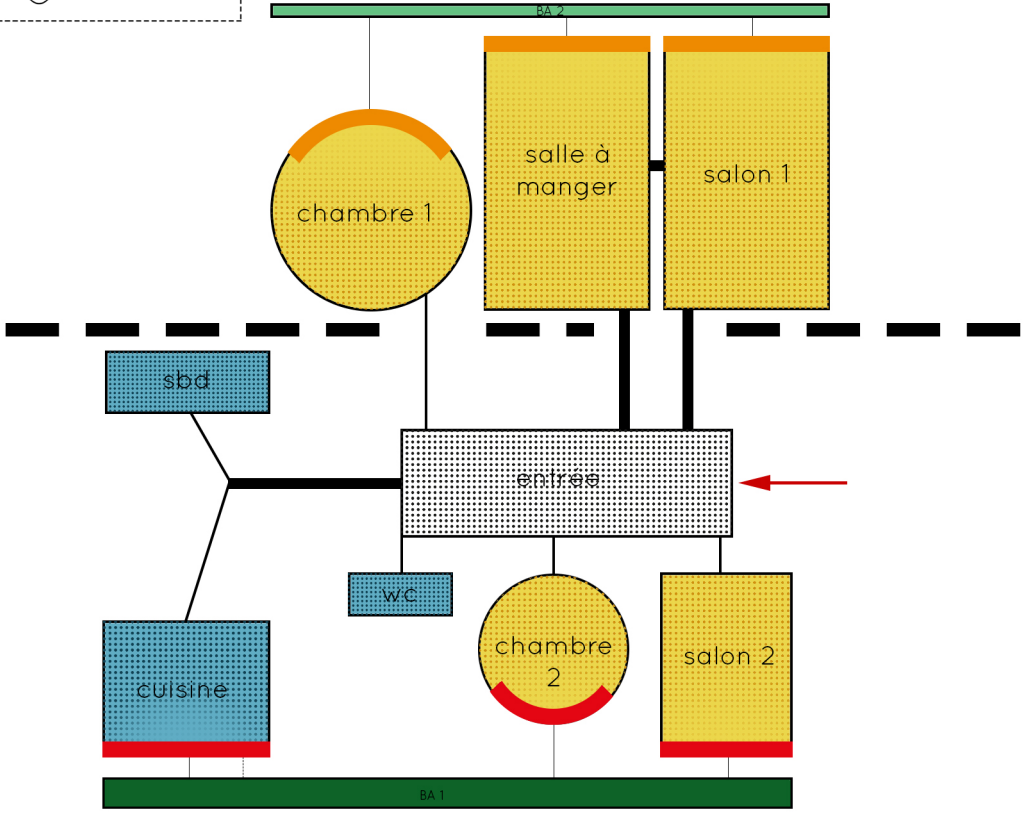 BA 2
salle à
manger
salon 1
chambre 1
sbd
entrée
wc
chambre
2
salon 2
cuisine
BA 1